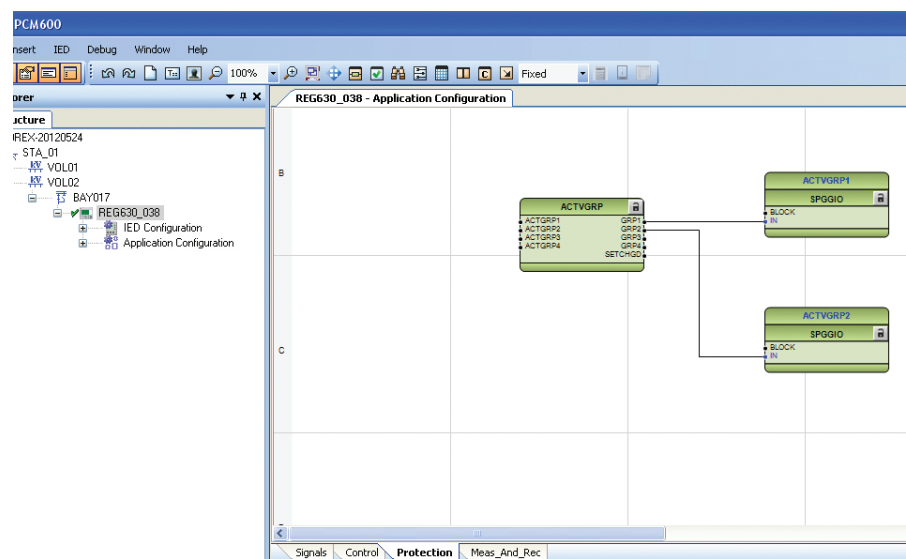 PCM600
nsert IED Debug Window Help
100% Fixed
orer
ucture
REX-20120524
STA_01
VOL01
VOL02
BAY017
REG630_038
IED Configuration
Application Configuration
REG630_038 - Application Configuration
B
ACTVGRP
ACTGRP1 GRP1
ACTGRP2 GRP2
ACTGRP3 GRP3
ACTGRP4 GRP4
SETCHGD
ACTVGRP1
SPGGIO
BLOCK
IN
C
ACTVGRP2
SPGGIO
BLOCK
IN
Signals Control Protection Meas_And_Rec